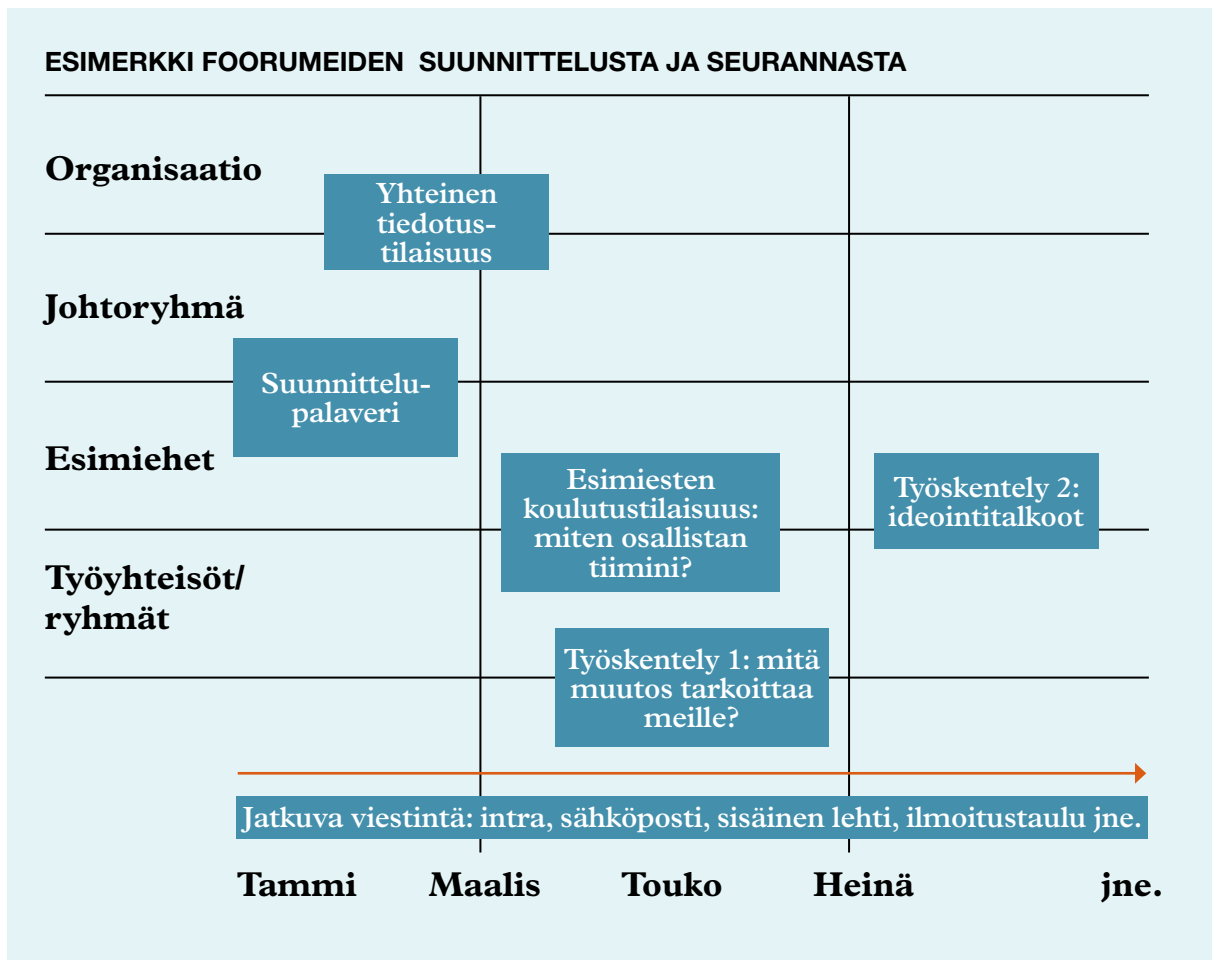 ESIMERKKI FOORUMEIDEN SUUNNITTELUSTA JA SEURANNASTA
Organisaatio
Yhteinen
tiedotus-
tilaisuus
Johtoryhmä
Suunnittelu-
palaveri
Esimiehet
Esimiesten
koulutustilaisuus:
miten osallistan
tiimini?
Työskentely 2:
ideointitalkoot
Työyhteisöt/
ryhmät
Työskentely 1: mitä
muutos tarkoittaa
meille?
Jatkuva viestintä: intra, sähköposti, sisäinen lehti, ilmoitustaulu jne.
Tammi Maalis Touko Heinä jne.